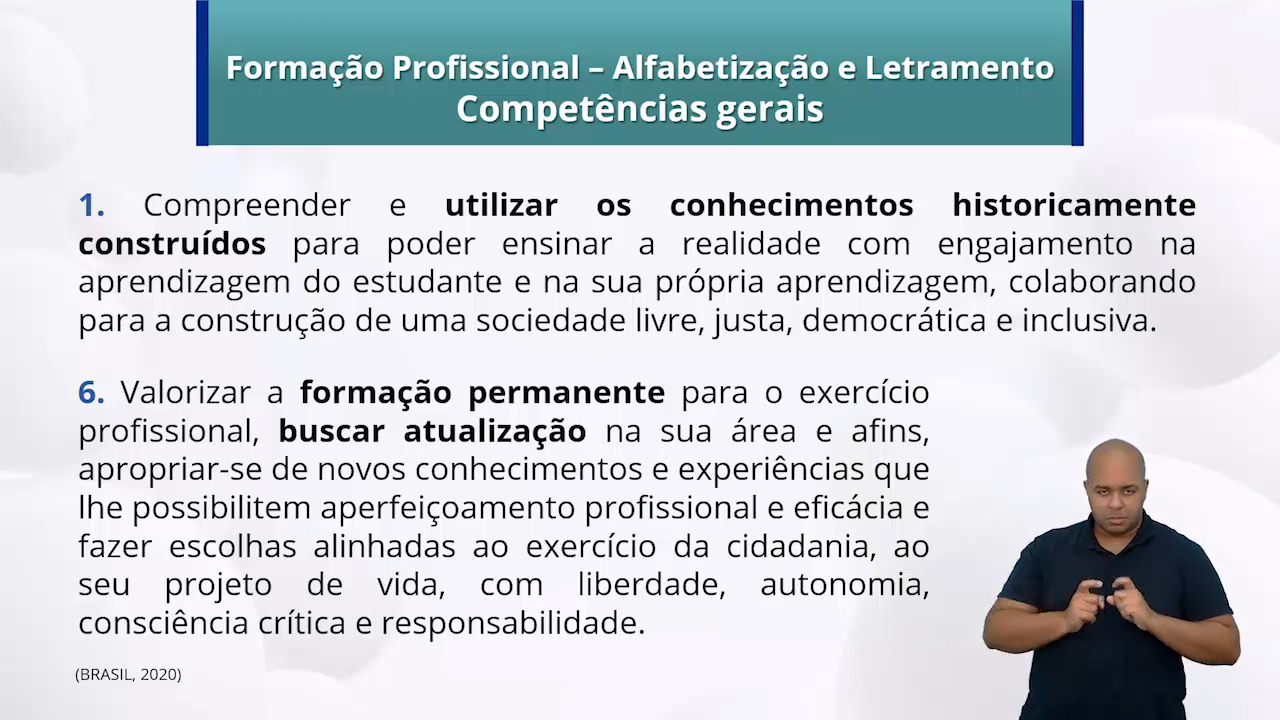 Formação Profissional – Alfabetização e Letramento
Competências gerais
1. Compreender e utilizar os conhecimentos historicamente
construídos para poder ensinar a realidade com engajamento na
aprendizagem do estudante e na sua própria aprendizagem, colaborando
para a construção de uma sociedade livre, justa, democrática e inclusiva.
6. Valorizar a formação permanente para o exercício
profissional, buscar atualização na sua área e afins,
apropriar-se de novos conhecimentos e experiências que
lhe possibilitem aperfeiçoamento profissional e eficácia e
fazer escolhas alinhadas ao exercício da cidadania, ao
seu projeto de vida, com liberdade, autonomia,
consciência crítica e responsabilidade.
(BRASIL, 2020)